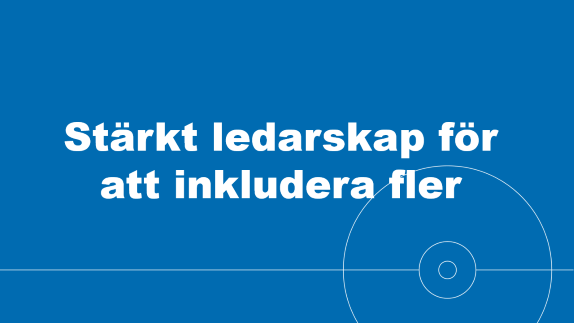 Stärkt ledarskap för
att inkludera fler